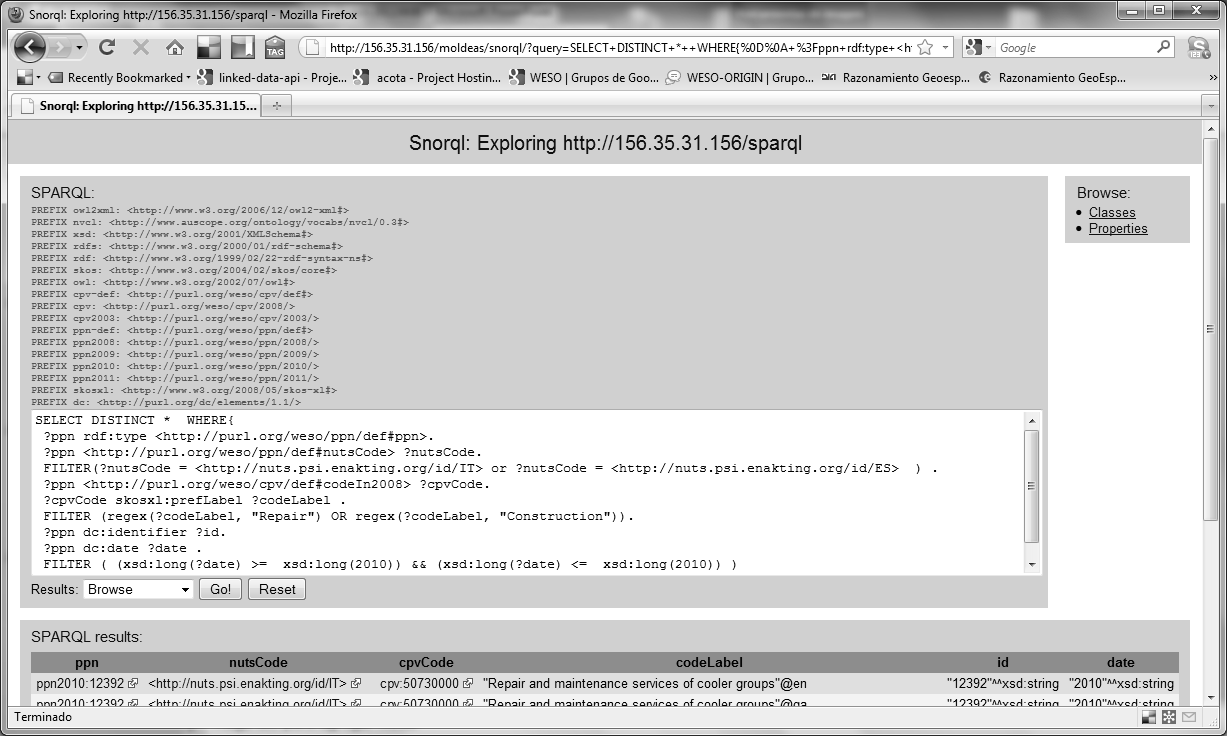 Snorql: Exploring http://156.35.31.156/sparql - Mozilla Firefox
TAG
http://156.35.31.156/moldeas/snorql/?query=SELECT+DISTINCT+*++WHERE{%0D%0A+%3Fppn+rdf:type+<h
Google
Recently Bookmarked
linked-data-api - Proje...
acota - Project Hostin...
WESO | Grupos de Goo...
WESO-ORIGIN | Grupo...
Razonamiento Geoesp...
Razonamiento GeoEsp...
»
Snorql: Exploring http://156.35.31.15...
Snorql: Exploring http://156.35.31.156/sparql
SPARQL:
PREFIX owl2xml: <http://www.w3.org/2006/12/owl2-xml#>
PREFIX nvcl: <http://www.auscope.org/ontology/vocabs/nvcl/0.3#>
PREFIX xsd: <http://www.w3.org/2001/XMLSchema#>
PREFIX rdfs: <http://www.w3.org/2000/01/rdf-schema#>
PREFIX rdf: <http://www.w3.org/1999/02/22-rdf-syntax-ns#>
PREFIX skos: <http://www.w3.org/2004/02/skos/core#>
PREFIX owl: <http://www.w3.org/2002/07/owl#>
PREFIX cpv-def: <http://purl.org/weso/cpv/def#>
PREFIX cpv: <http://purl.org/weso/cpv/2008/>
PREFIX cpv2003: <http://purl.org/weso/cpv/2003/>
PREFIX ppn-def: <http://purl.org/weso/ppn/def#>
PREFIX ppn2008: <http://purl.org/weso/ppn/2008/>
PREFIX ppn2009: <http://purl.org/weso/ppn/2009/>
PREFIX ppn2010: <http://purl.org/weso/ppn/2010/>
PREFIX ppn2011: <http://purl.org/weso/ppn/2011/>
PREFIX skosxl: <http://www.w3.org/2008/05/skos-xl#>
PREFIX dc: <http://purl.org/dc/elements/1.1/>
SELECT DISTINCT *  WHERE{
?ppn rdf:type <http://purl.org/weso/ppn/def#ppn>.
?ppn <http://purl.org/weso/ppn/def#nutsCode> ?nutsCode.
FILTER(?nutsCode = <http://nuts.psi.enakting.org/id/IT> or ?nutsCode = <http://nuts.psi.enakting.org/id/ES>  ) .
?ppn <http://purl.org/weso/cpv/def#codeIn2008> ?cpvCode.
?cpvCode skosxl:prefLabel ?codeLabel .
FILTER (regex(?codeLabel, "Repair") OR regex(?codeLabel, "Construction")).
?ppn dc:identifier ?id.
?ppn dc:date ?date .
FILTER ( (xsd:long(?date) >=  xsd:long(2010)) && (xsd:long(?date) <=  xsd:long(2010)) )
Results: Browse Go! Reset
Browse:
Classes
Properties
SPARQL results:
ppn nutsCode cpvCode codeLabel id date
ppn2010:12392 <http://nuts.psi.enakting.org/id/IT> cpv:50730000 "Repair and maintenance services of cooler groups"@en "12392"^^xsd:string "2010"^^xsd:string
ppn2010:12392 <http://nuts.psi.enakting.org/id/IT> cpv:50730000 "Repair and maintenance services of cooler groups"@ga "12392"^^xsd:string "2010"^^xsd:string
Terminado